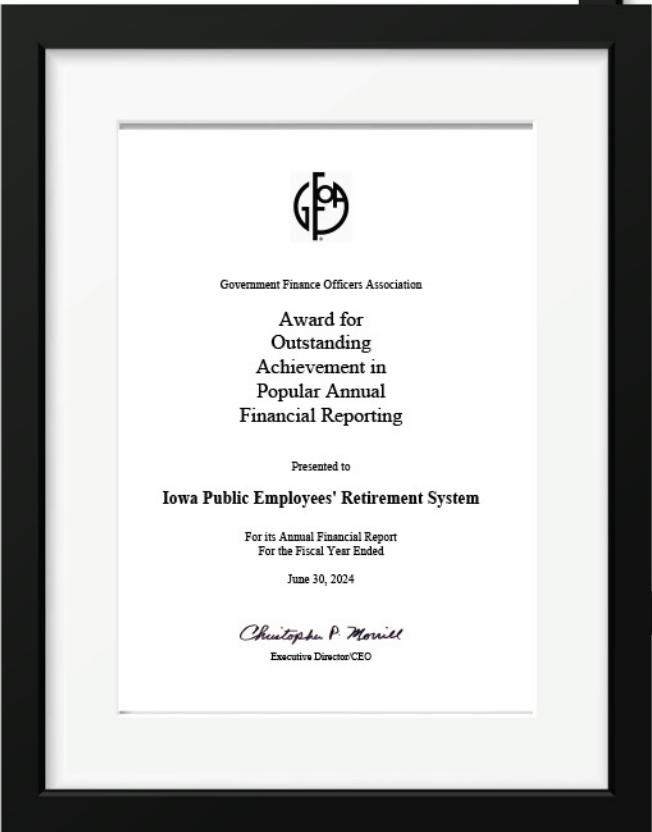 GFOA
Government Finance Officers Association
Award for
Outstanding
Achievement in
Popular Annual
Financial Reporting
Presented to
Iowa Public Employees' Retirement System
For its Annual Financial Report
For the Fiscal Year Ended
June 30, 2024
Christopher P. Morrill
Executive Director/CEO